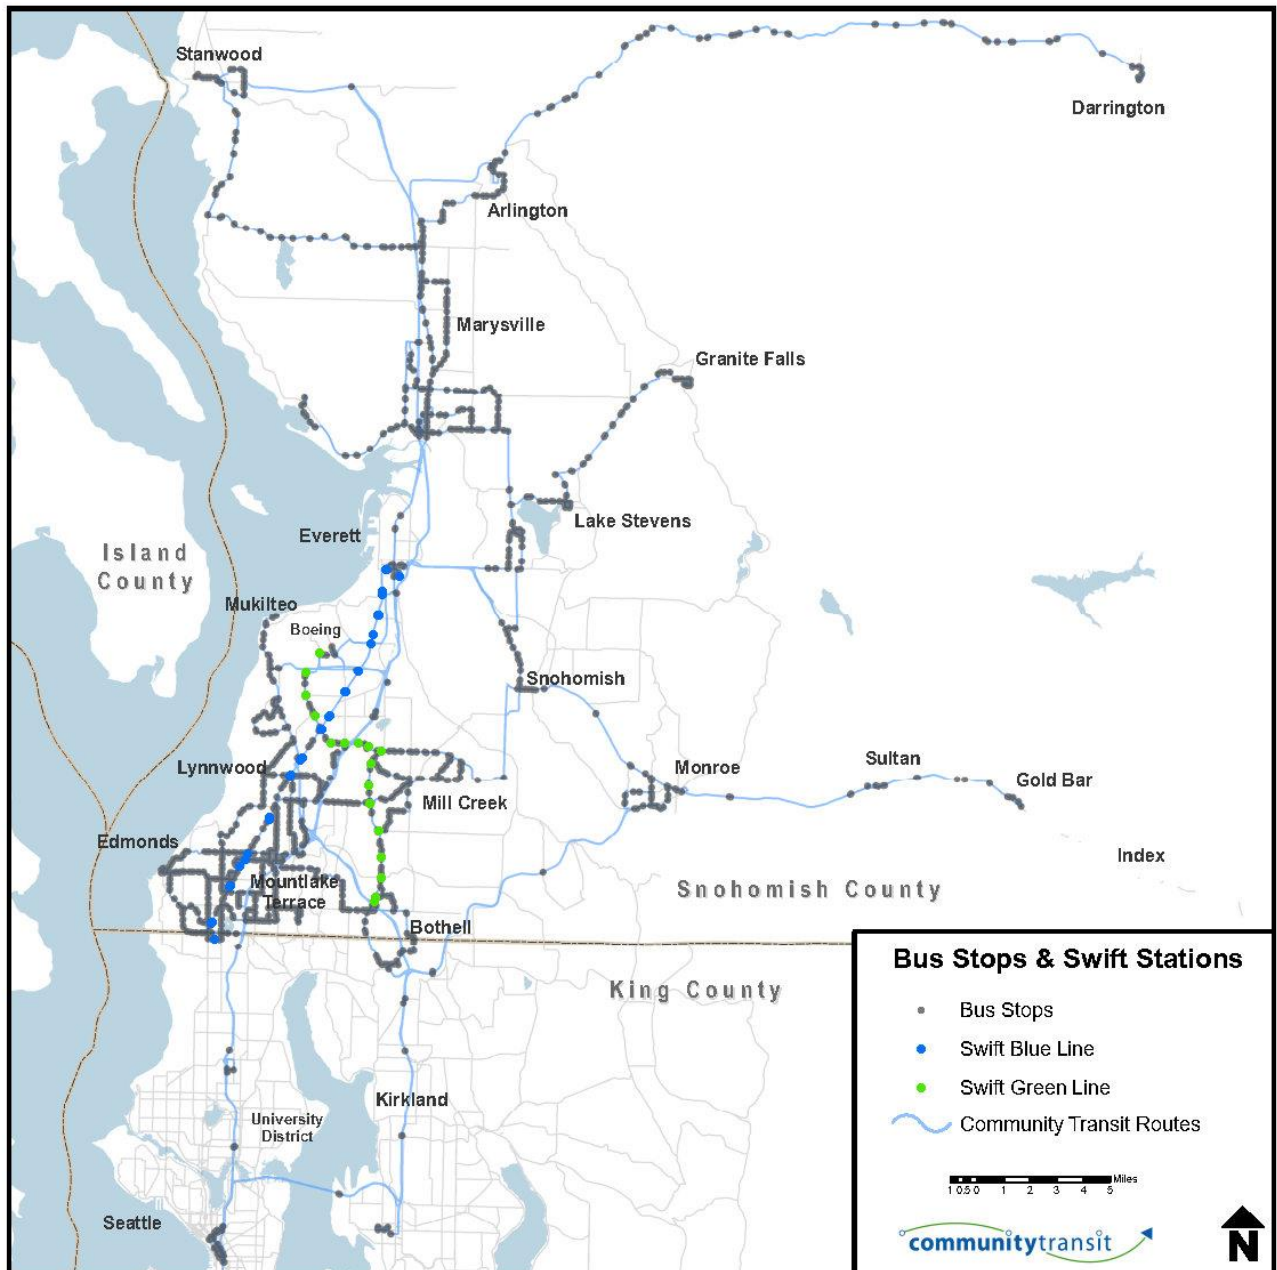 Stanwood
Darrington
Arlington
Marysville
Granite Falls
Lake Stevens
Everett
Island
County
Mukilteo
Boeing
Snohomish
Lynnwood
Monroe
Sultan
Gold Bar
Mill Creek
Edmonds
Index
Mountlake
Terrace
Snohomish County
Bothell
King County
Kirkland
University
District
Seattle
Bus Stops & Swift Stations
Bus Stops
Swift Blue Line
Swift Green Line
Community Transit Routes
Miles
1 0.5 0 1 2 3 4 5
communitytransit
N